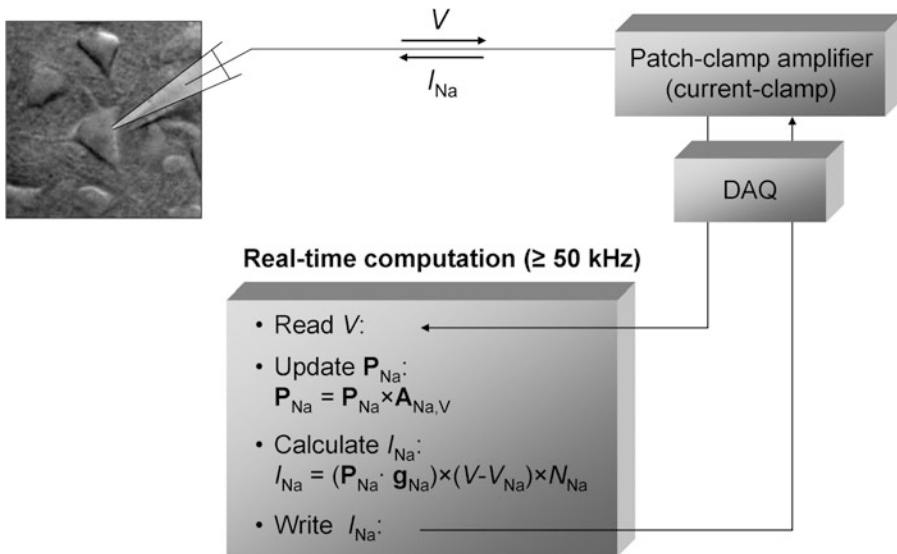 V
I_Na
Patch-clamp amplifier
(current-clamp)
DAQ
Real-time computation (≥ 50 kHz)
• Read V:
• Update P_Na:
P_Na = P_Na×A_Na,V
• Calculate I_Na:
I_Na = (P_Na· g_Na)×(V-V_Na)×N_Na
• Write I_Na: